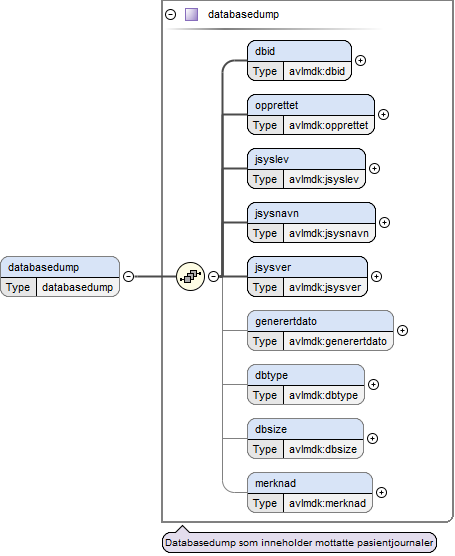 databasedump
dbid
Type avlmdk:dbid
opprettet
Type avlmdk:opprettet
jsyslev
Type avlmdk:jsyslev
jsysnavn
Type avlmdk:jsysnavn
databasedump
Type databasedump
jsysver
Type avlmdk:jsysver
generertdato
Type avlmdk:generertdato
dbtype
Type avlmdk:dbtype
dbsize
Type avlmdk:dbsize
merknad
Type avlmdk:merknad
Databasedump som inneholder mottatte pasientjournaler